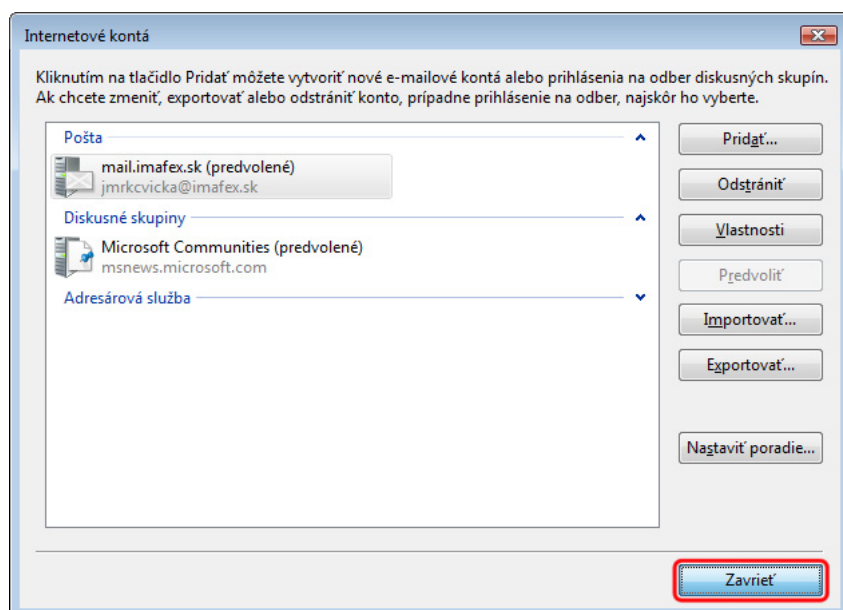 Internetové kontá
Kliknutím na tlačidlo Pridať môžete vytvoriť nové e-mailové kontá alebo prihlásenia na odber diskusných skupín.
Ak chcete zmeniť, exportovať alebo odstrániť konto, prípadne prihlásenie na odber, najskôr ho vyberte.
Pošta
mail.imafex.sk (predvolené)
jmrkcvicka@imafex.sk
Diskusné skupiny
Microsoft Communities (predvolené)
msnews.microsoft.com
Adresárová služba
Pridať...
Odstrániť
Vlastnosti
Predvoliť
Importovať...
Exportovať...
Nastaviť poradie...
Zavrieť